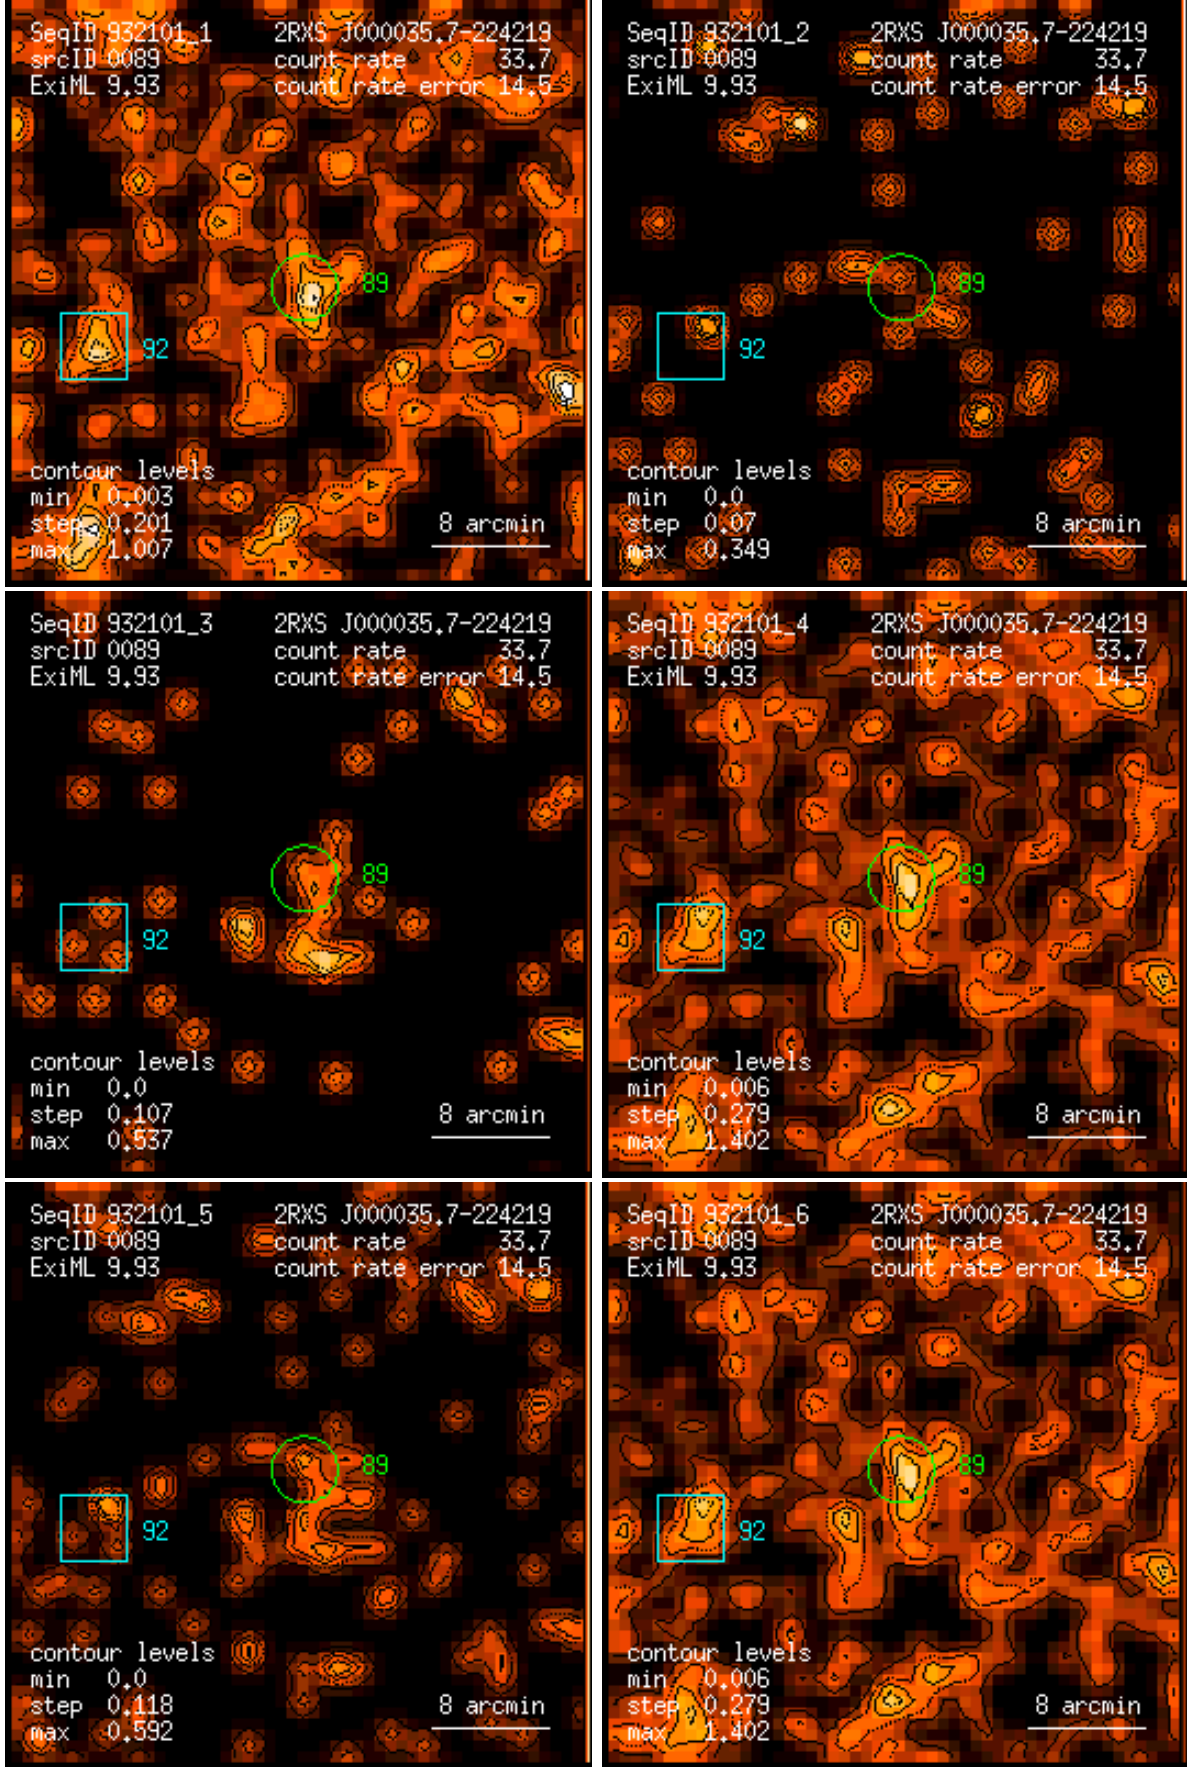 SeqID 932101_1 2RXS J000035.7-224219
srcID 0089 count rate 33.7
ExiML 9.93 count rate error 14.5
89
92
contour levels
min 0.003
step 0.201
max 1.007
8 arcmin
SeqID 932101_2 2RXS J000035.7-224219
srcID 0089 count rate 33.7
ExiML 9.93 count rate error 14.5
89
92
contour levels
min 0.0
step 0.07
max 0.349
8 arcmin
SeqID 932101_3 2RXS J000035.7-224219
srcID 0089 count rate 33.7
ExiML 9.93 count rate error 14.5
89
92
contour levels
min 0.0
step 0.107
max 0.537
8 arcmin
SeqID 932101_4 2RXS J000035.7-224219
srcID 0089 count rate 33.7
ExiML 9.93 count rate error 14.5
89
92
contour levels
min 0.006
step 0.279
max 1.402
8 arcmin
SeqID 932101_5 2RXS J000035.7-224219
srcID 0089 count rate 33.7
ExiML 9.93 count rate error 14.5
89
92
contour levels
min 0.0
step 0.118
max 0.592
8 arcmin
SeqID 932101_6 2RXS J000035.7-224219
srcID 0089 count rate 33.7
ExiML 9.93 count rate error 14.5
89
92
contour levels
min 0.006
step 0.279
max 1.402
8 arcmin